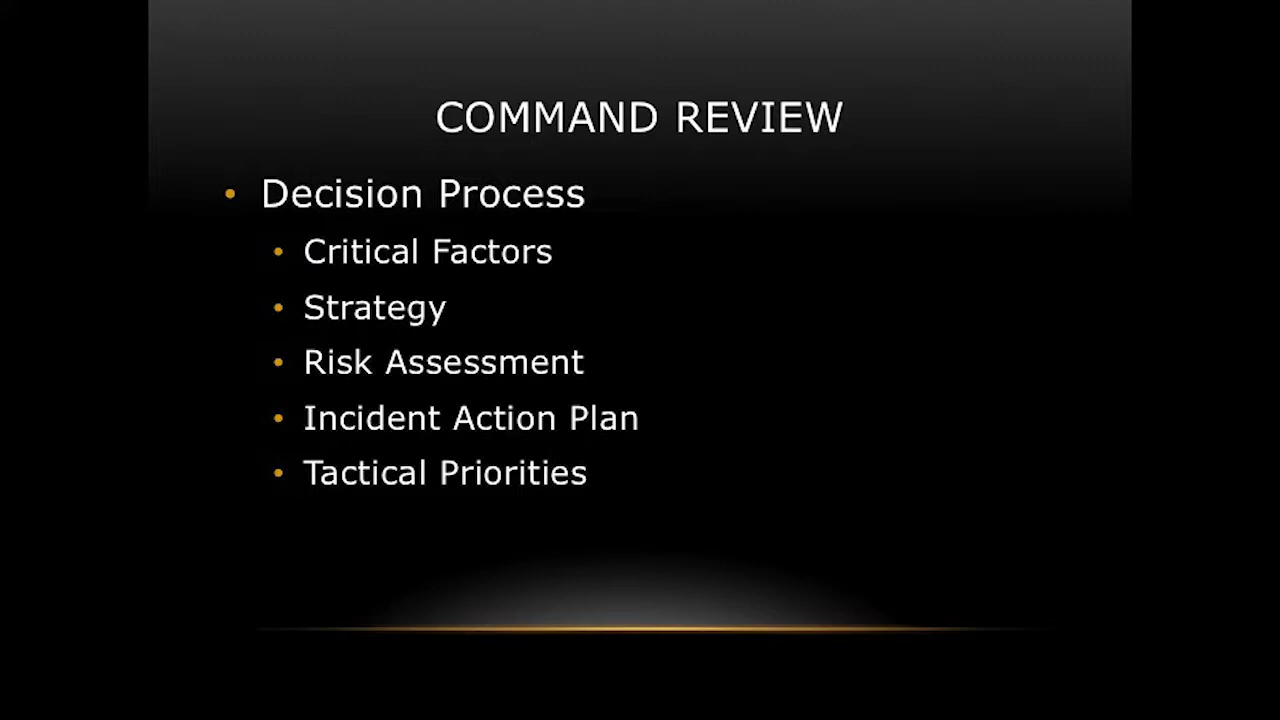 COMMAND REVIEW
• Decision Process
• Critical Factors
• Strategy
• Risk Assessment
• Incident Action Plan
• Tactical Priorities